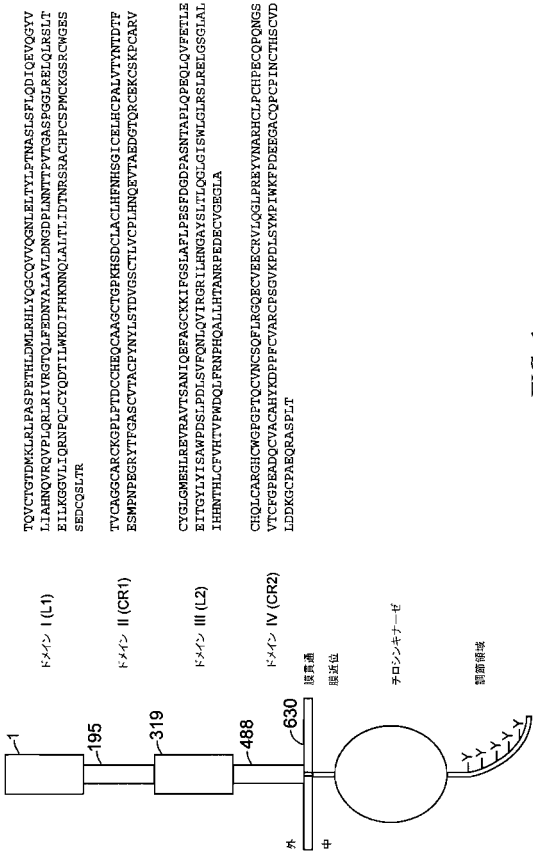 1
ドメイン I (L1)
TQVCTGTDMKLRLPASPETHLDMLRHLYQGCQVVQGNLELTYLPTNASLSFLQDIQEVQGYV
LIAHNQVRQVPLQRLRIVRGTQLFEDNYALAVLDNGDPLNNTTPVTGASPGGLRELQLRSLT
EILKGGVLIQRNPQLCYQDTILWKDIFHKNNQLALTLIDTNRSRACHPCSPMCKGSRCWGES
SEDCQSLTR
195
ドメイン II (CR1)
TVCAGGCARCKGPLPTDCCHEQCAAGCTGPKHSDCLACLHFNHSGICELHCPALVTYNTDTF
ESMPNPEGRYTFGASCVTACPYNYLSTDVGSCTLVCPLHNQEVTAEDGTQRCEKCSKPCARV
319
ドメイン III (L2)
CYGLGMEHLREVRAVTSANIQEFAGCKKIFGSLAFLPESFDGDPASNTAPLQPEQLQVFETLE
EITGYLYISAWPDSLPDLSVFQNLQVIRGRILHNGAYSLTLQGLGISWLGLRSLRELGSGLAL
IHHNTHLCFVHTVPWDQLFRNPHQALLHTANRPEDECVGEGLA
488
ドメイン IV (CR2)
CHQLCARGHCWGPGPTQCVNCSQFLRGQECVEECRVLQGLPREYVNARHCLPCHPECQPQNGS
VTCFGPEADQCVACAHYKDPPFCVARCPSGVKPDLSYMPIWKFPDEEGACQPCPINCTHSCVD
LDDKGCPAEQRASPLT
630
外
膜貫通
中
膜近位
チロシンキナーゼ
調節領域
Y
Y
Y
Y
Y